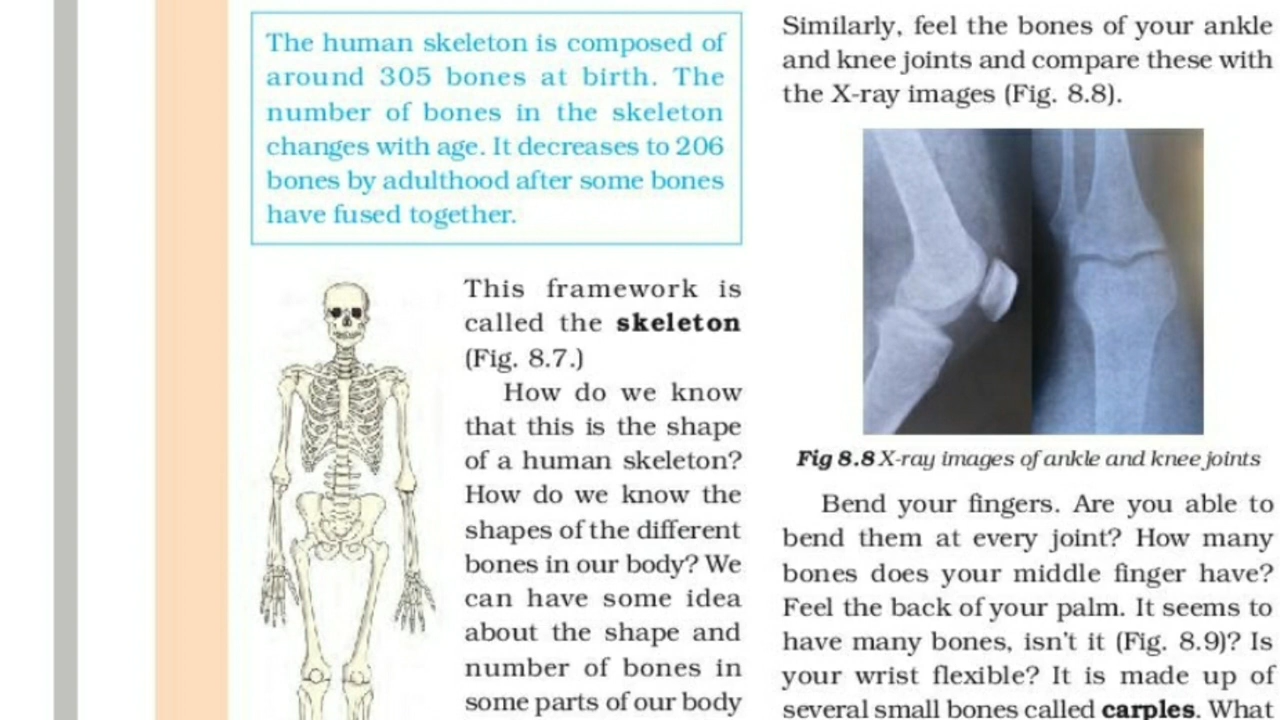 The human skeleton is composed of
around 305 bones at birth. The
number of bones in the skeleton
changes with age. It decreases to 206
bones by adulthood after some bones
have fused together.
This framework is
called the skeleton
(Fig. 8.7.)
How do we know
that this is the shape
of a human skeleton?
How do we know the
shapes of the different
bones in our body? We
can have some idea
about the shape and
number of bones in
some parts of our body
Similarly, feel the bones of your ankle
and knee joints and compare these with
the X-ray images (Fig. 8.8).
Fig 8.8 X-ray images of ankle and knee joints
Bend your fingers. Are you able to
bend them at every joint? How many
bones does your middle finger have?
Feel the back of your palm. It seems to
have many bones, isn't it (Fig. 8.9)? Is
your wrist flexible? It is made up of
several small bones called carples. What